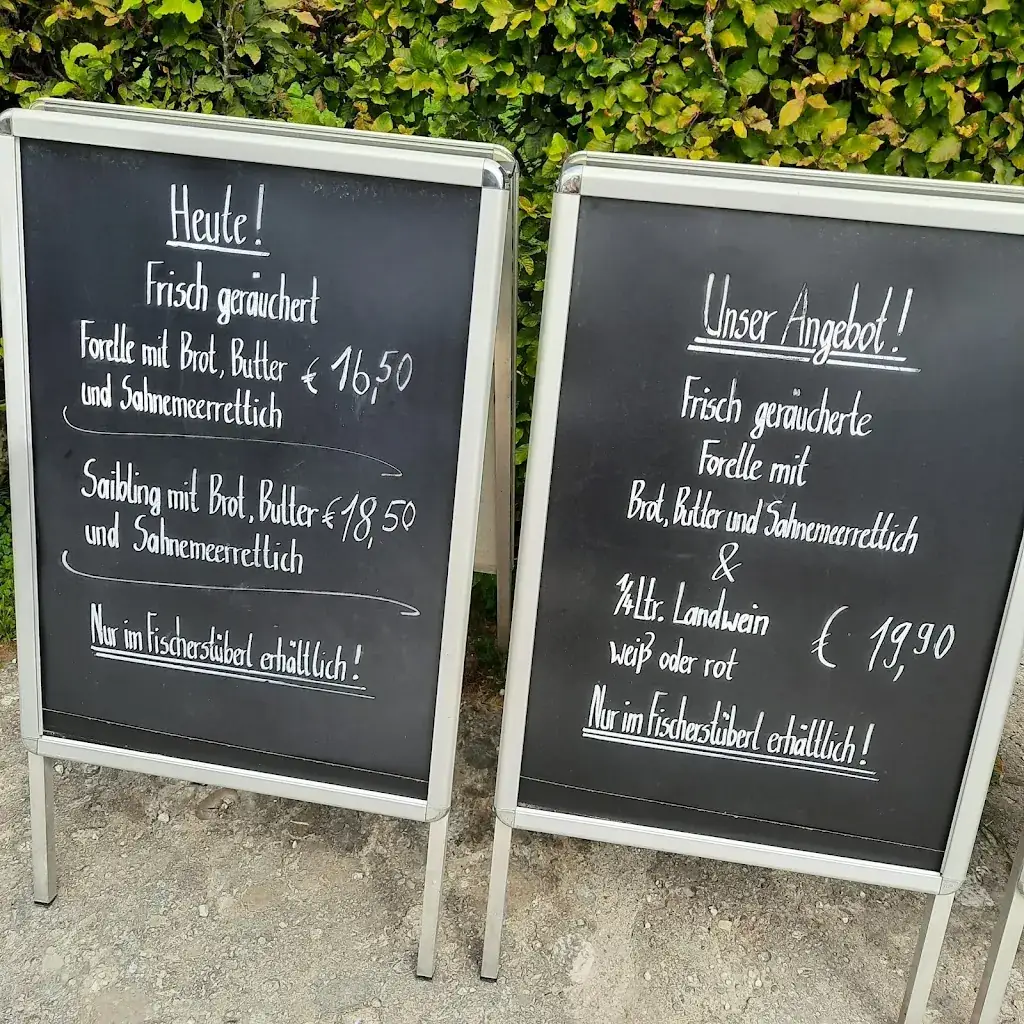 Heute!
Frisch geräuchert
Forelle mit Brot, Butter € 16,50
und Sahnemeerrettich
Saibling mit Brot, Butter € 18,50
und Sahnemeerrettich
Nur im Fischerstüberl erhältlich!
Unser Angebot!
Frisch geräucherte
Forelle mit
Brot, Butter und Sahnemeerrettich
&
1/4 Ltr. Landwein € 19,90
weiß oder rot
Nur im Fischerstüberl erhältlich!